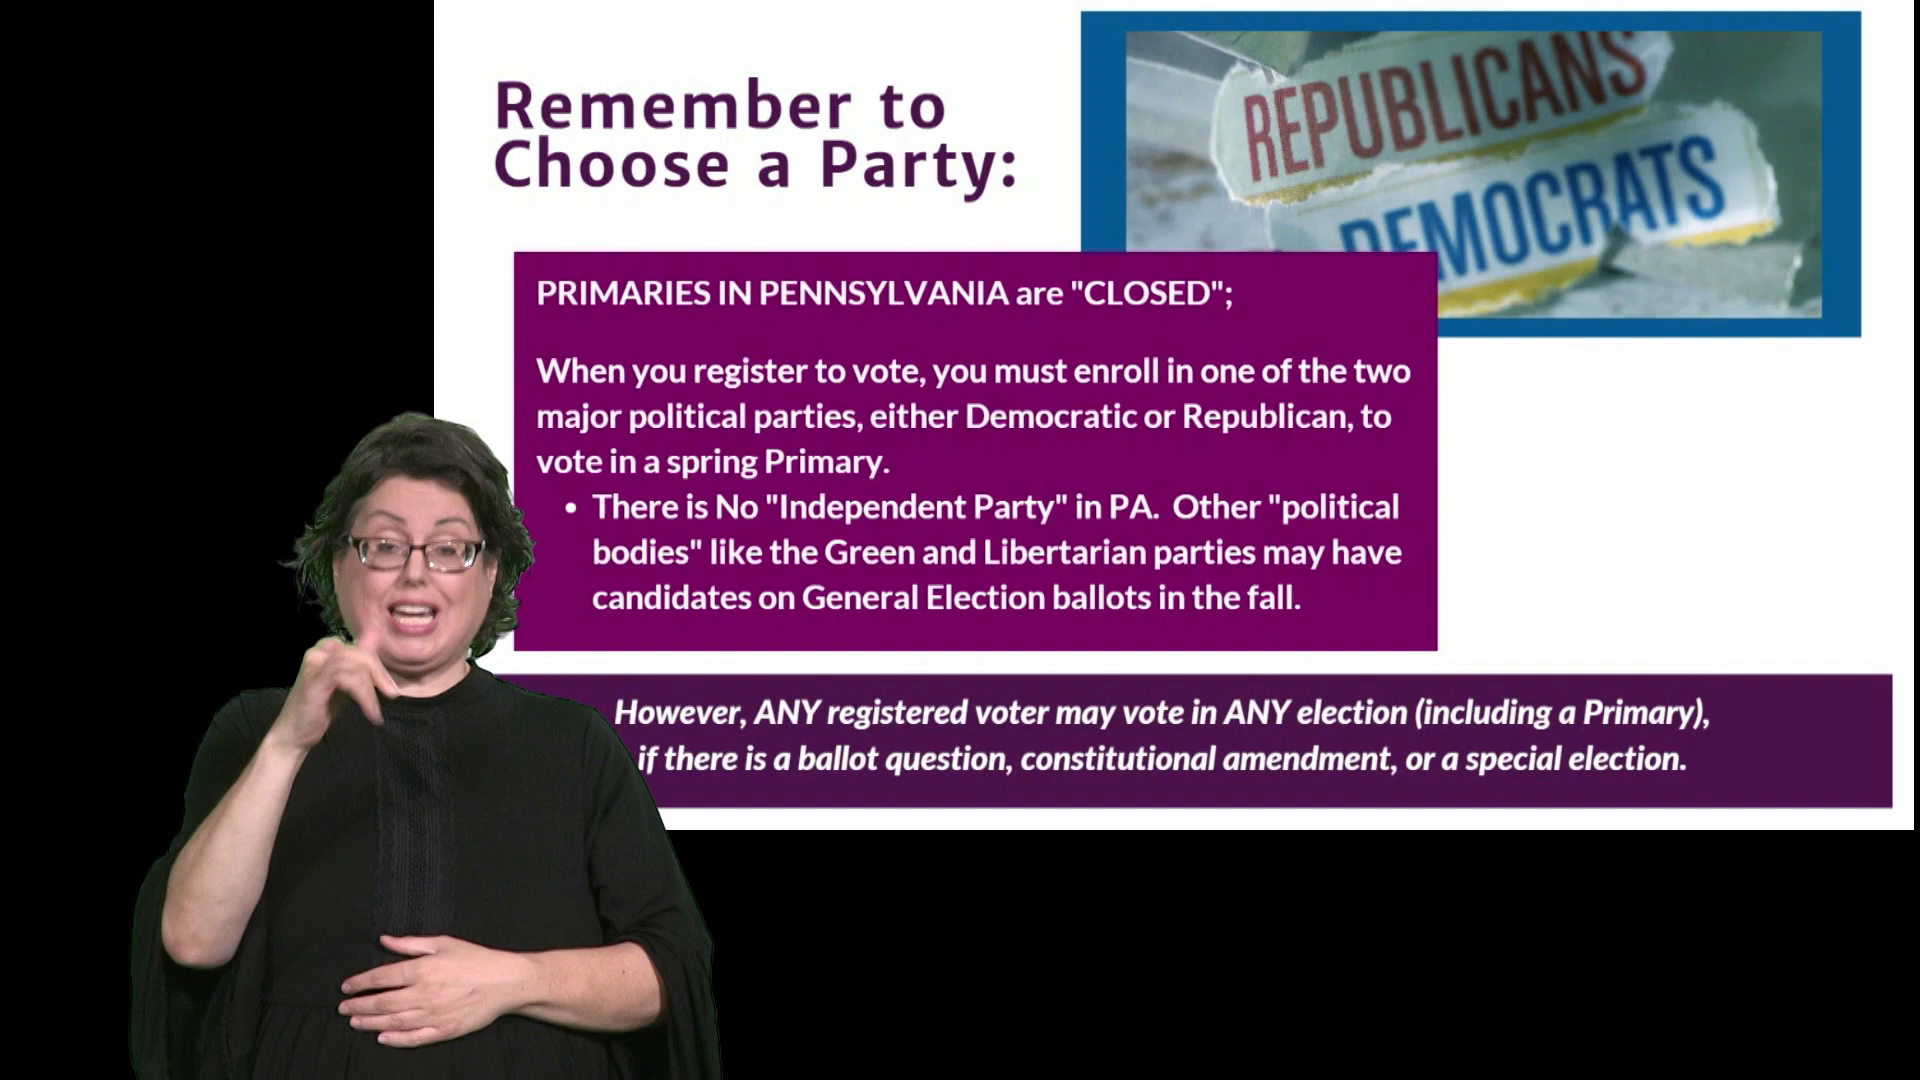 Remember to
Choose a Party:
REPUBLICANS
DEMOCRATS
PRIMARIES IN PENNSYLVANIA are "CLOSED";
When you register to vote, you must enroll in one of the two
major political parties, either Democratic or Republican, to
vote in a spring Primary.
• There is No "Independent Party" in PA. Other "political
bodies" like the Green and Libertarian parties may have
candidates on General Election ballots in the fall.
However, ANY registered voter may vote in ANY election (including a Primary),
if there is a ballot question, constitutional amendment, or a special election.